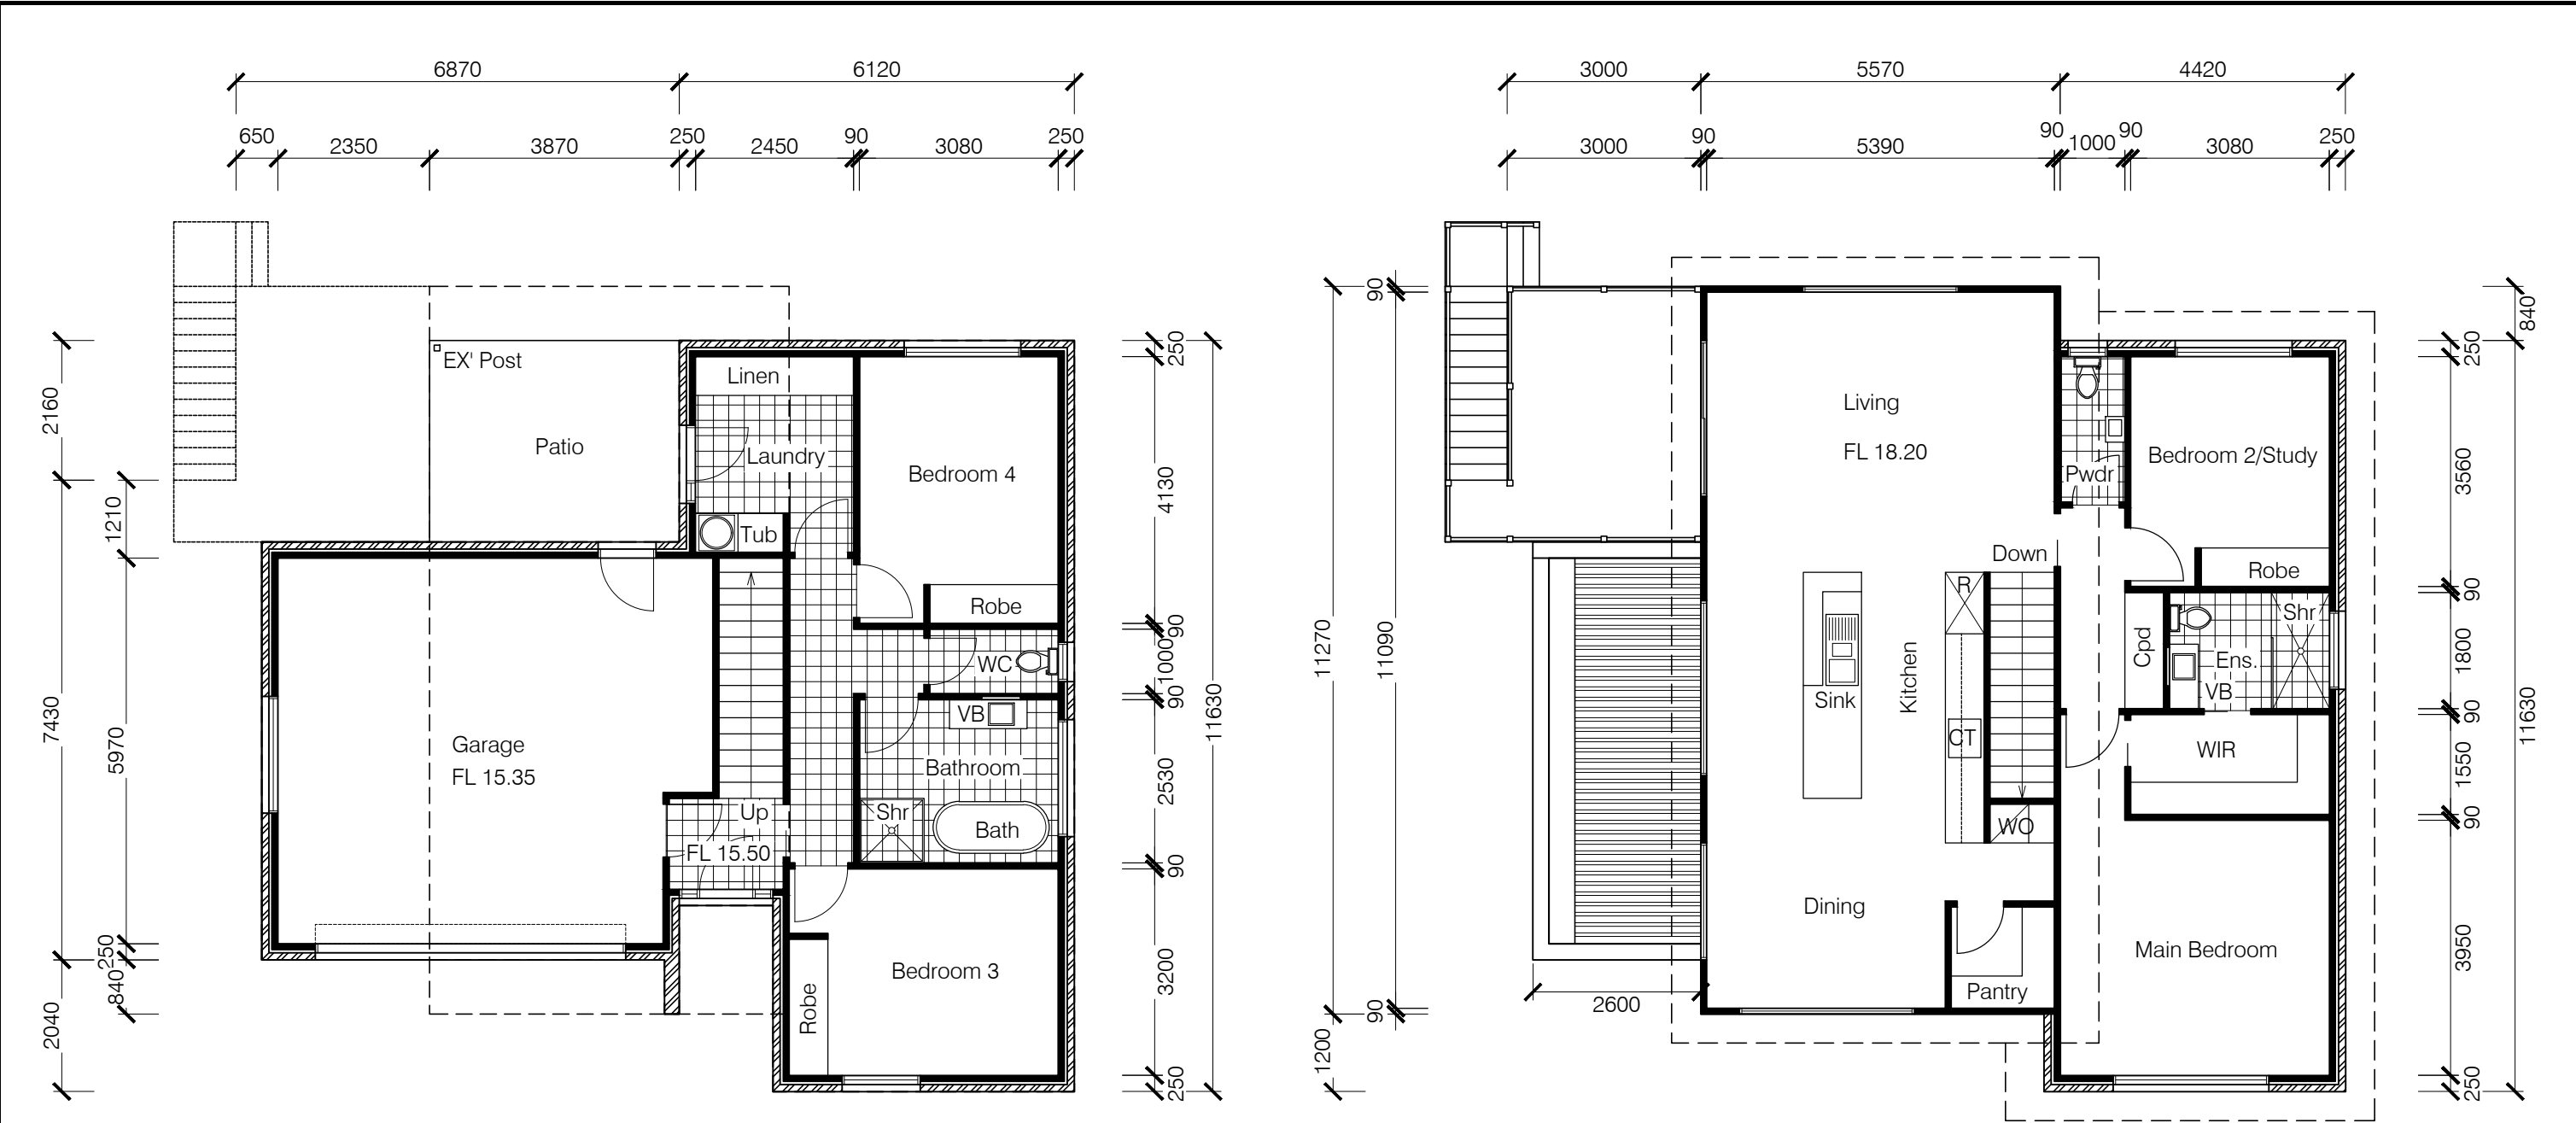 6870
6120
650
2350
3870
250
2450
90
3080
250
EX' Post
Linen
Patio
Laundry
Bedroom 4
Tub
Robe
WC
VB
Garage
FL 15.35
Bathroom
Up
Shr
Bath
FL 15.50
Bedroom 3
Robe
2160
7430
2040
1210
5970
250
840
250
4130
90
1000
90
2530
90
3200
250
11630
3000
5570
4420
3000
90
5390
90
1000
90
3080
250
Living
FL 18.20
Pwdr
Bedroom 2/Study
Down
Robe
R
Shr
Kitchen
Cpd
Ens.
VB
Sink
CT
WIR
WO
Dining
Main Bedroom
Pantry
2600
11270
1200
90
11090
90
250
3560
90
1800
90
1550
90
3950
250
840
11630